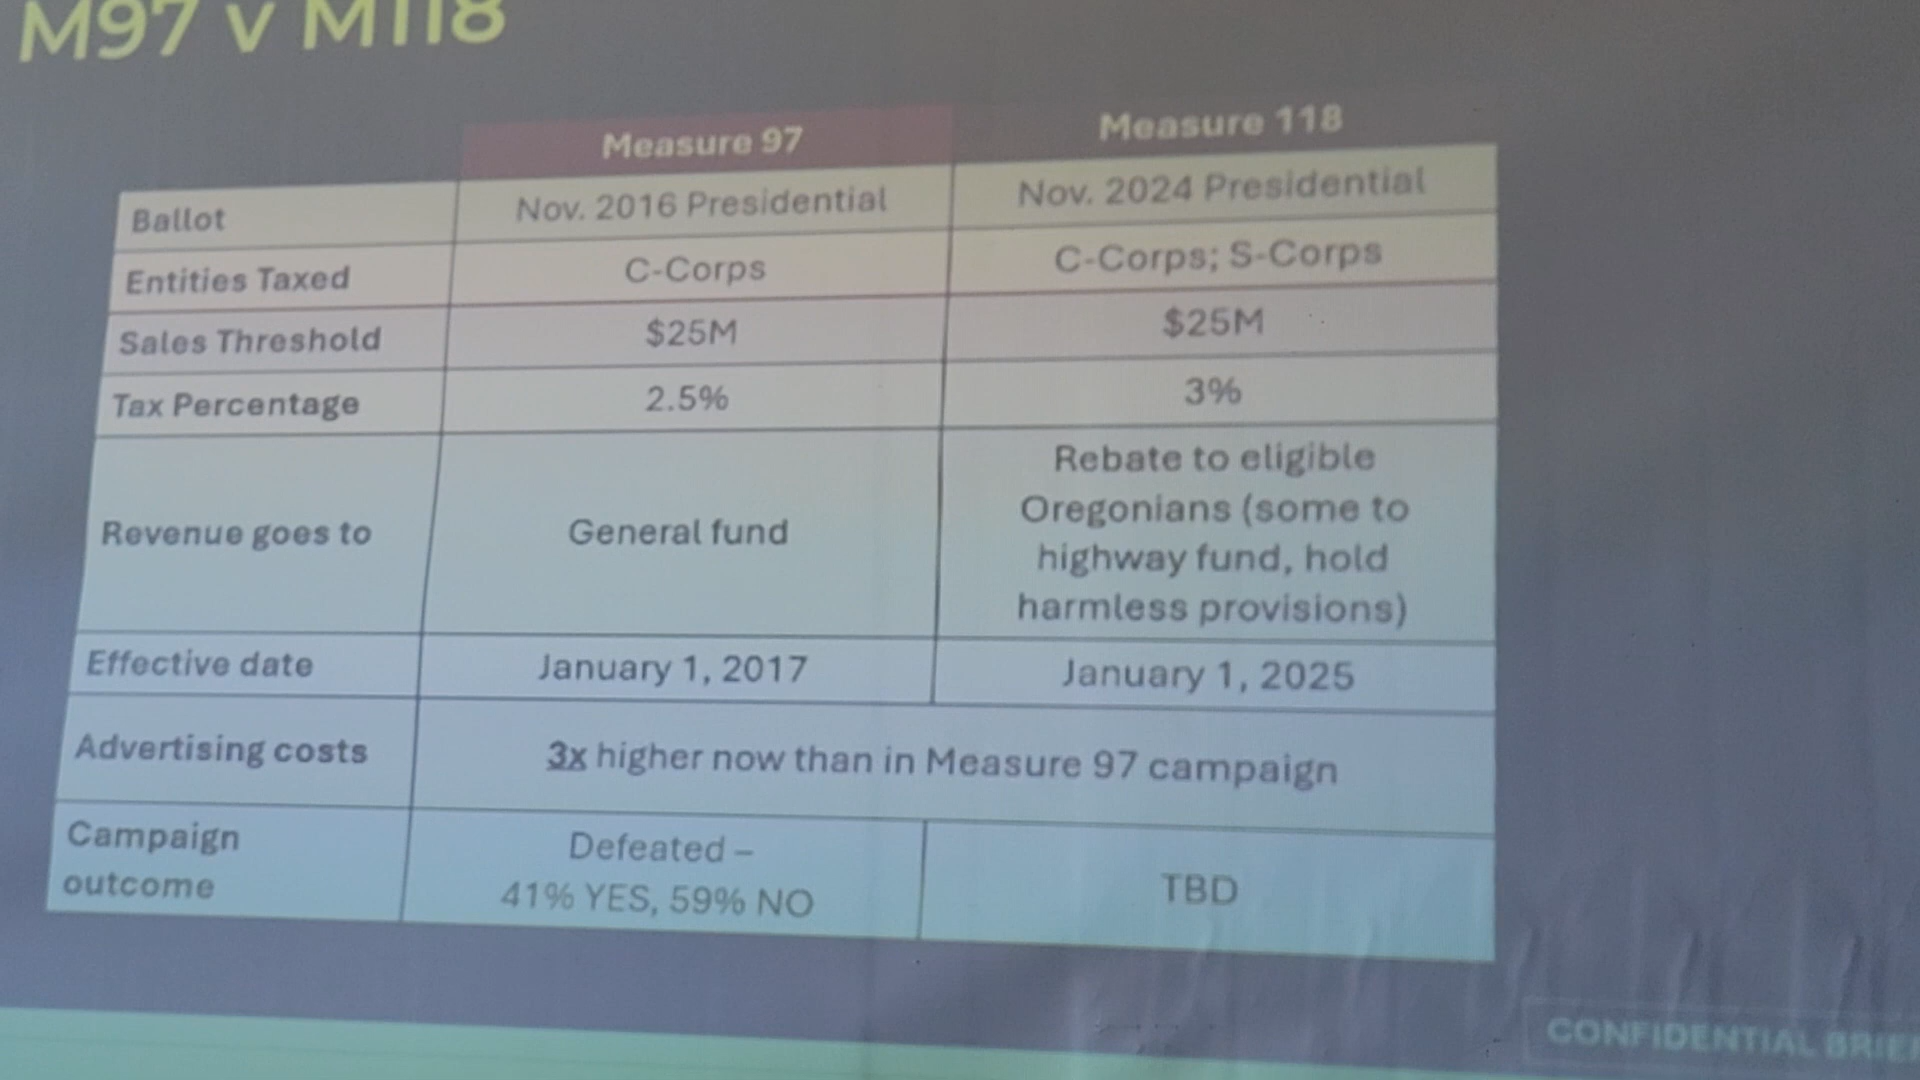 M97 v M118
Measure 97
Measure 118
Ballot
Nov. 2016 Presidential
Nov. 2024 Presidential
Entities Taxed
C-Corps
C-Corps; S-Corps
Sales Threshold
$25M
$25M
Tax Percentage
2.5%
3%
Revenue goes to
General fund
Rebate to eligible
Oregonians (some to
highway fund, hold
harmless provisions)
Effective date
January 1, 2017
January 1, 2025
Advertising costs
3x higher now than in Measure 97 campaign
Campaign
outcome
Defeated –
41% YES, 59% NO
TBD
CONFIDENTIAL